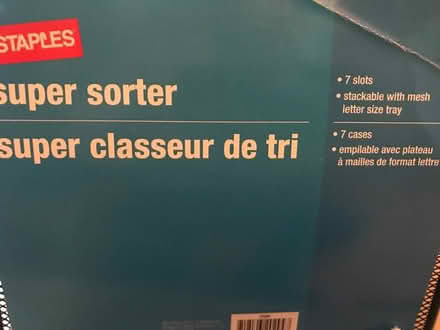 STAPLES
super sorter
super classeur de tri
• 7 slots
• stackable with mesh
letter size tray
• 7 cases
• empilable avec plateau
à mailles de format lettre